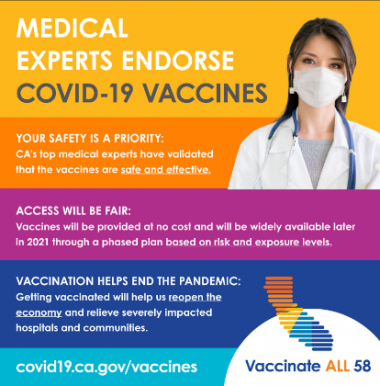 MEDICAL
EXPERTS ENDORSE
COVID-19 VACCINES
YOUR SAFETY IS A PRIORITY:
CA's top medical experts have validated
that the vaccines are safe and effective.
ACCESS WILL BE FAIR:
Vaccines will be provided at no cost and will be widely available later
in 2021 through a phased plan based on risk and exposure levels.
VACCINATION HELPS END THE PANDEMIC:
Getting vaccinated will help us reopen the
economy and relieve severely impacted
hospitals and communities.
covid19.ca.gov/vaccines
Vaccinate ALL 58